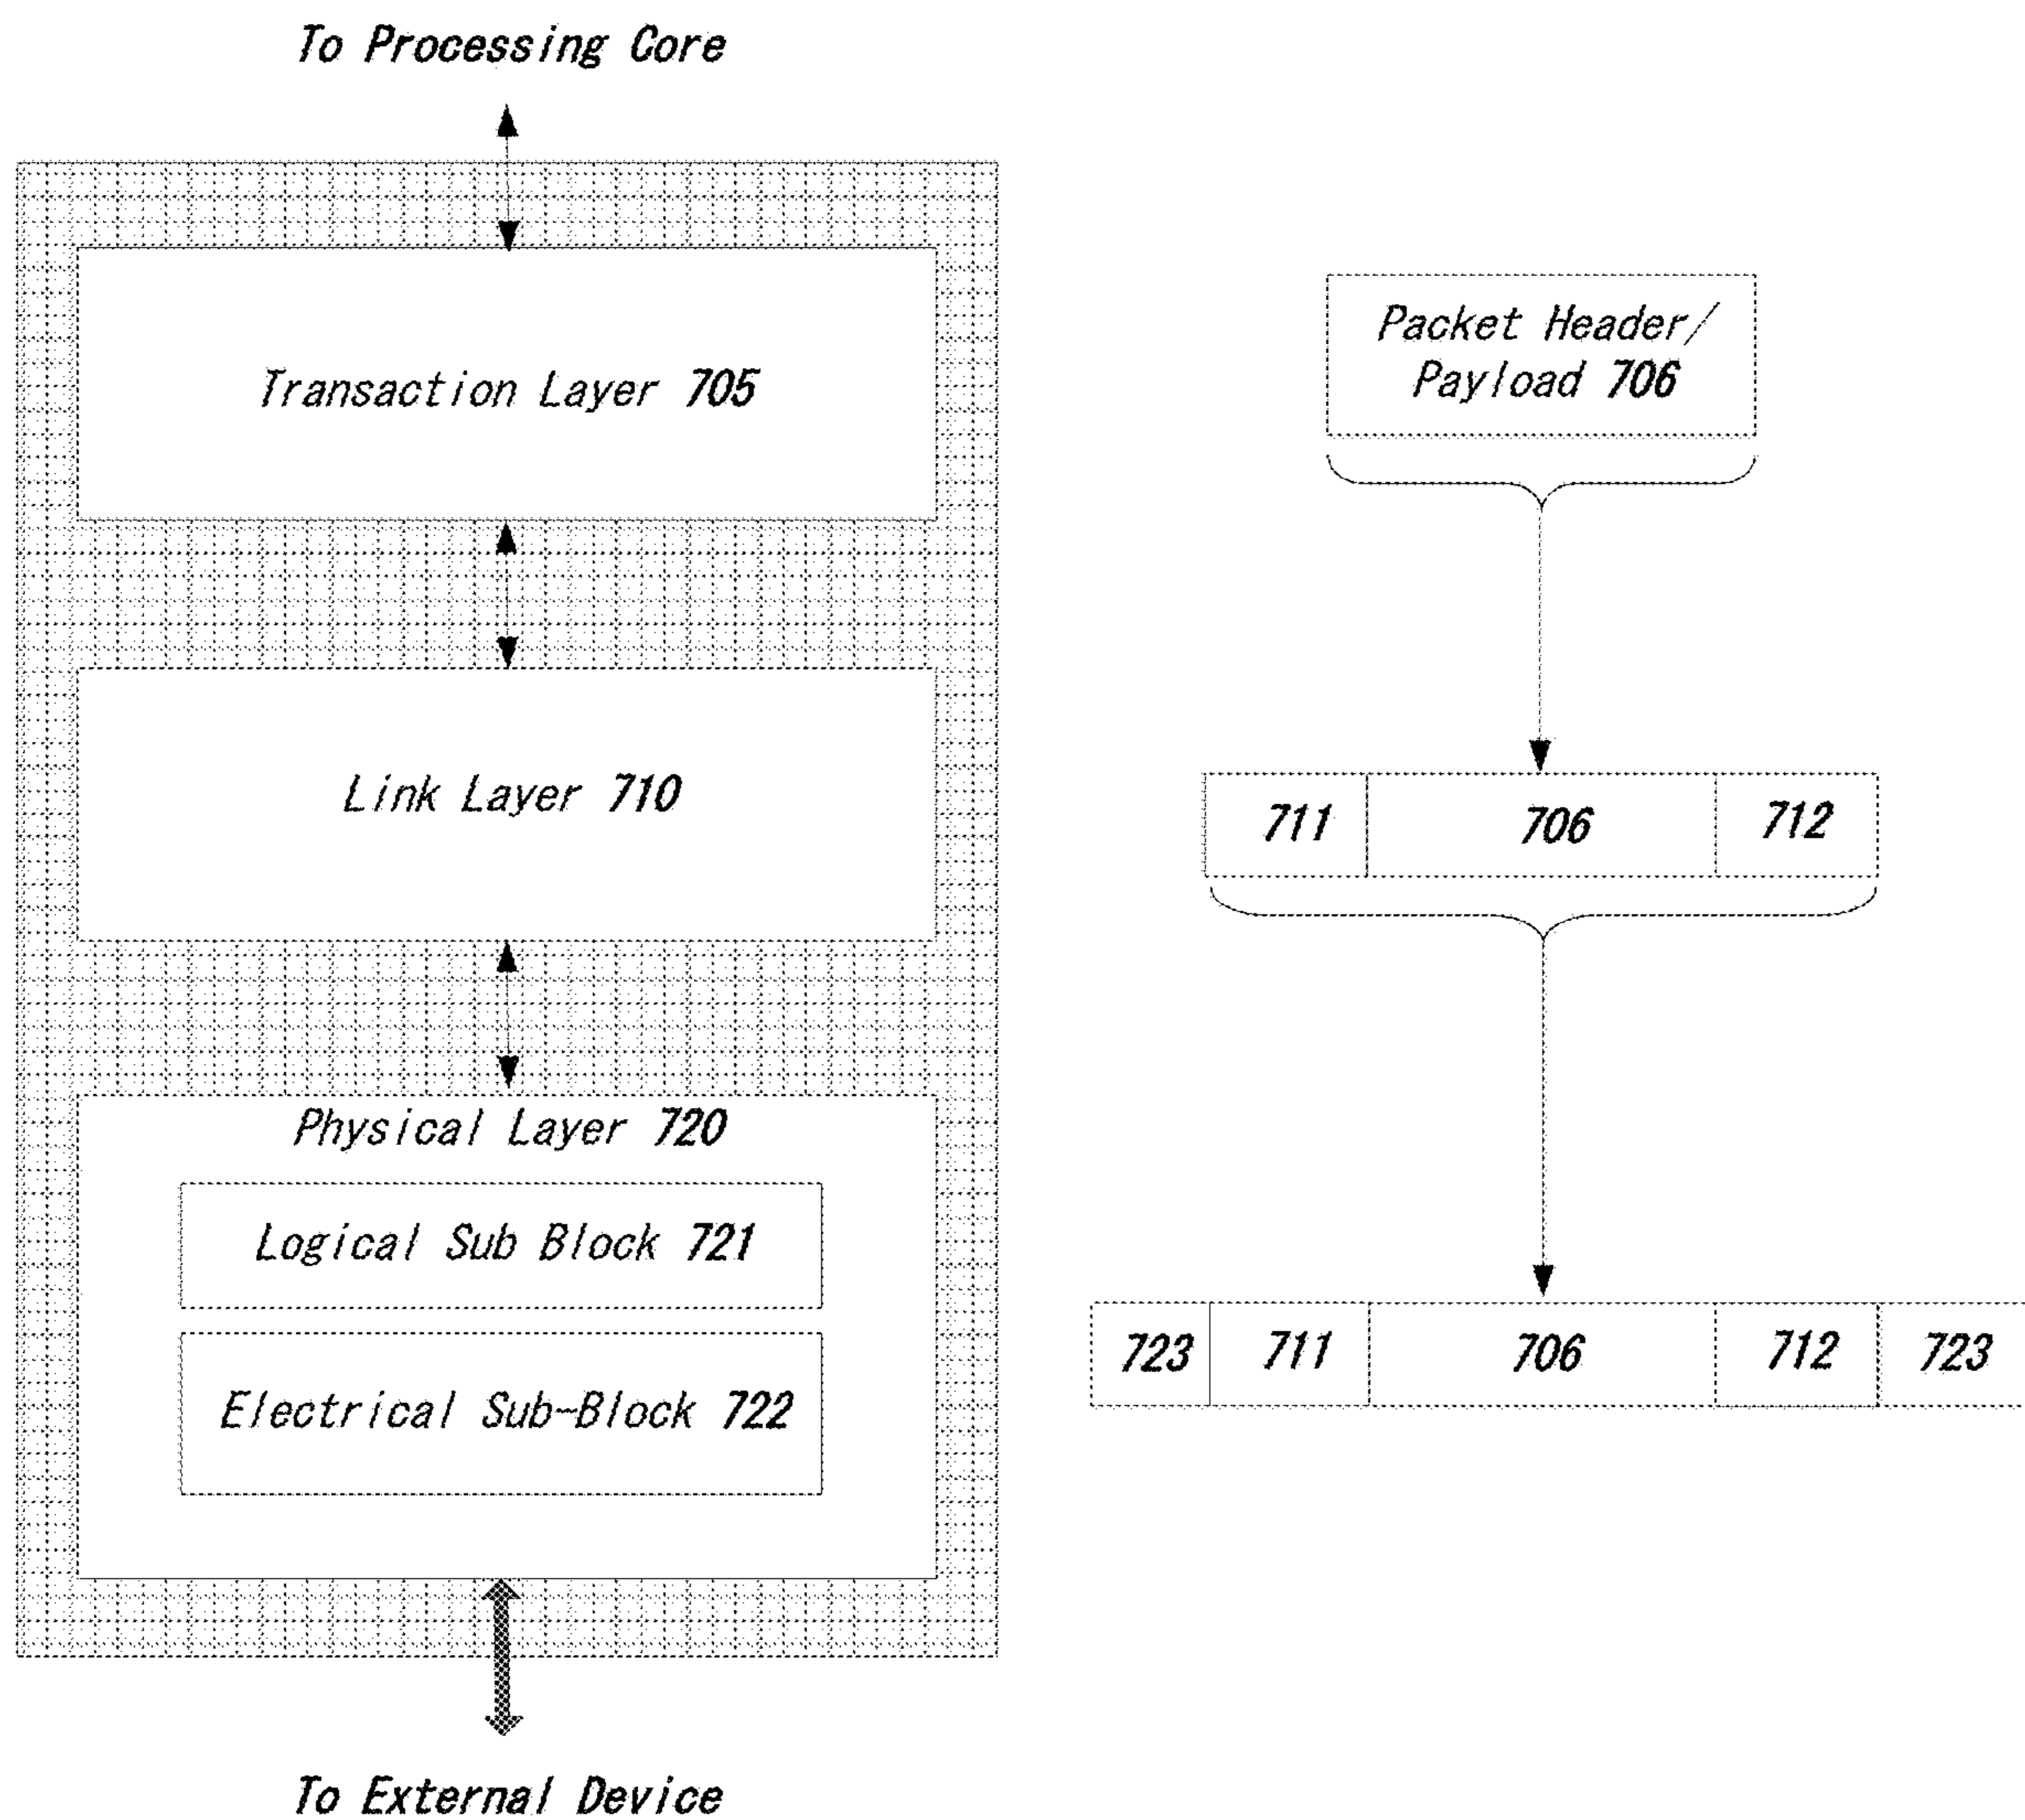 To Processing Core
Transaction Layer 705
Packet Header/
Payload 706
Link Layer 710
711 706 712
Physical Layer 720
Logical Sub Block 721
Electrical Sub-Block 722
723 711 706 712 723
To External Device